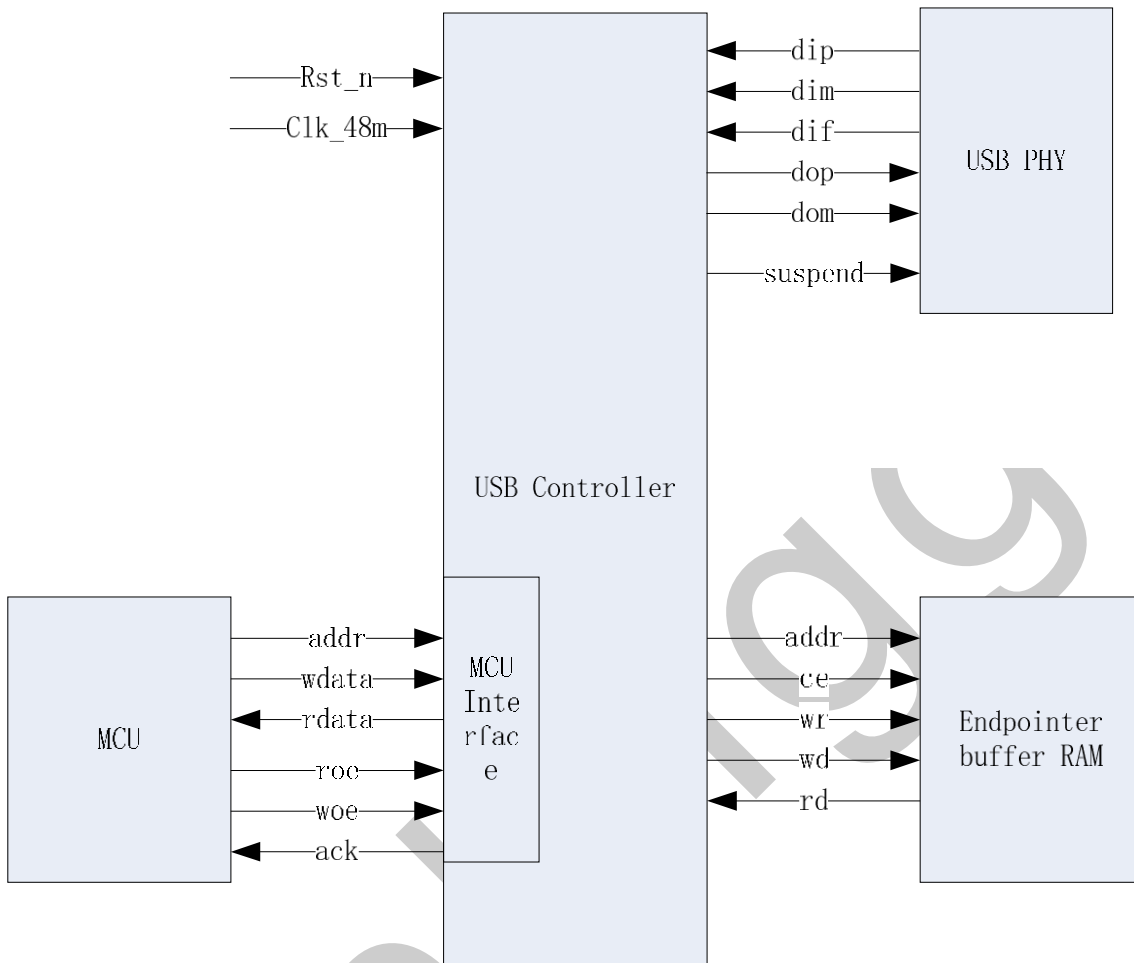 Rst_n
Clk_48m
dip
dim
dif
dop
dom
suspend
USB PHY
USB Controller
MCU
addr
wdata
rdata
roe
woe
ack
MCU
Inte
rfac
e
addr
ce
wr
wd
rd
Endpointer
buffer RAM